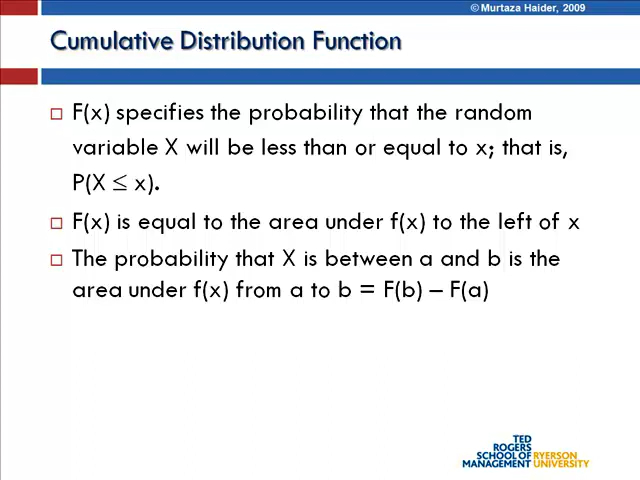 © Murtaza Haider, 2009
Cumulative Distribution Function
F(x) specifies the probability that the random
variable X will be less than or equal to x; that is,
P(X ≤ x).
F(x) is equal to the area under f(x) to the left of x
The probability that X is between a and b is the
area under f(x) from a to b = F(b) – F(a)
TED
ROGERS
SCHOOL OF RYERSON
MANAGEMENT UNIVERSITY